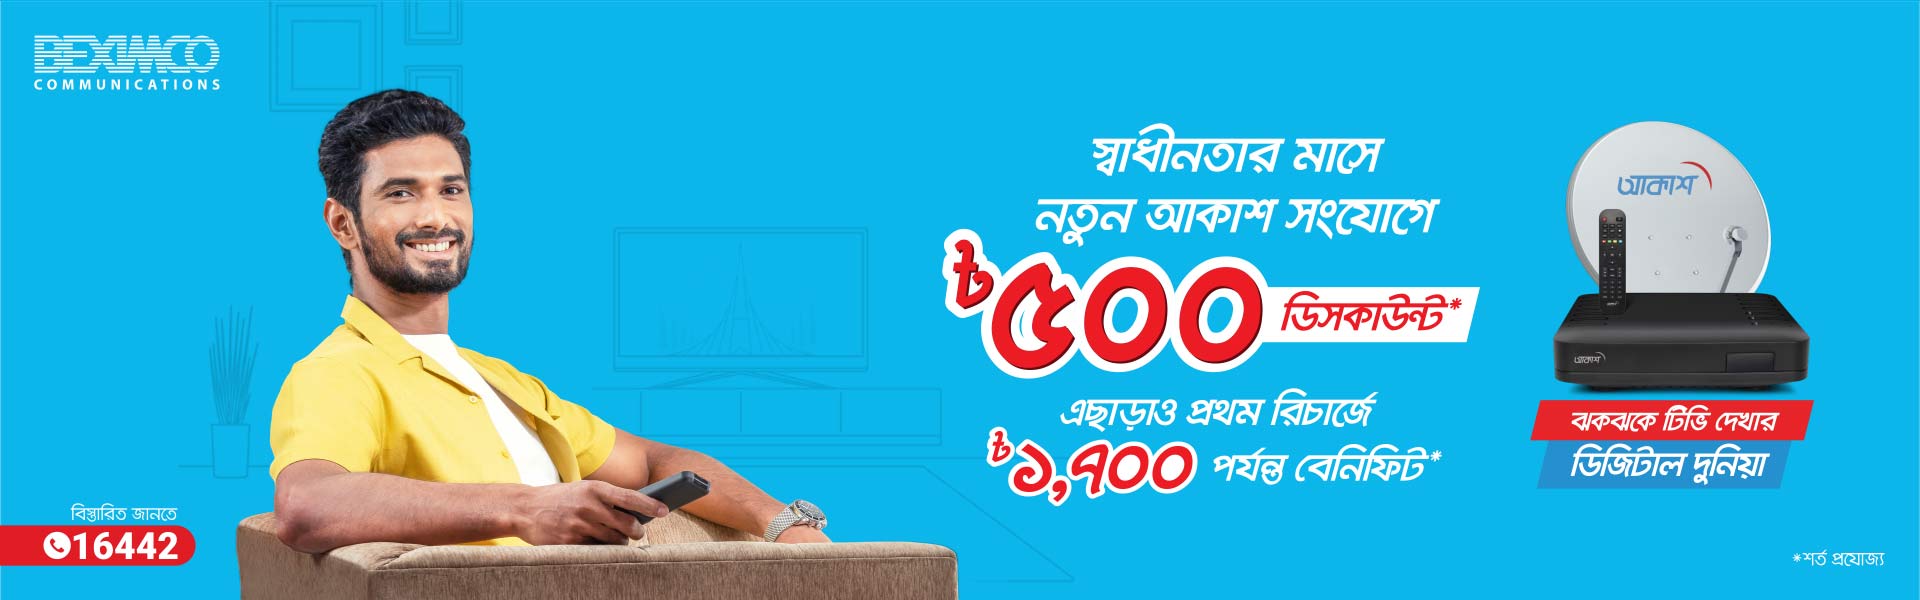 BEXIMCO
COMMUNICATIONS
স্বাধীনতার মাসে
নতুন আকাশ সংযোগে
৳৫০০ ডিসকাউন্ট*
এছাড়াও প্রথম রিচার্জে
৳১,৭০০ পর্যন্ত বেনিফিট*
আকাশ
আকাশ
ঝকঝকে টিভি দেখার
ডিজিটাল দুনিয়া
বিস্তারিত জানতে
16442
*শর্ত প্রযোজ্য